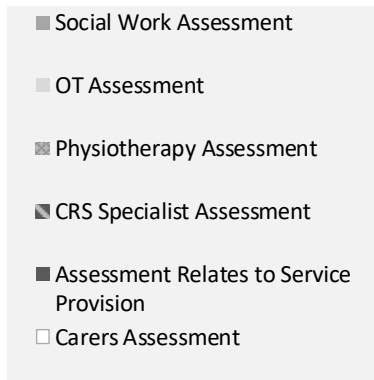 Social Work Assessment
OT Assessment
Physiotherapy Assessment
CRS Specialist Assessment
Assessment Relates to Service
Provision
Carers Assessment